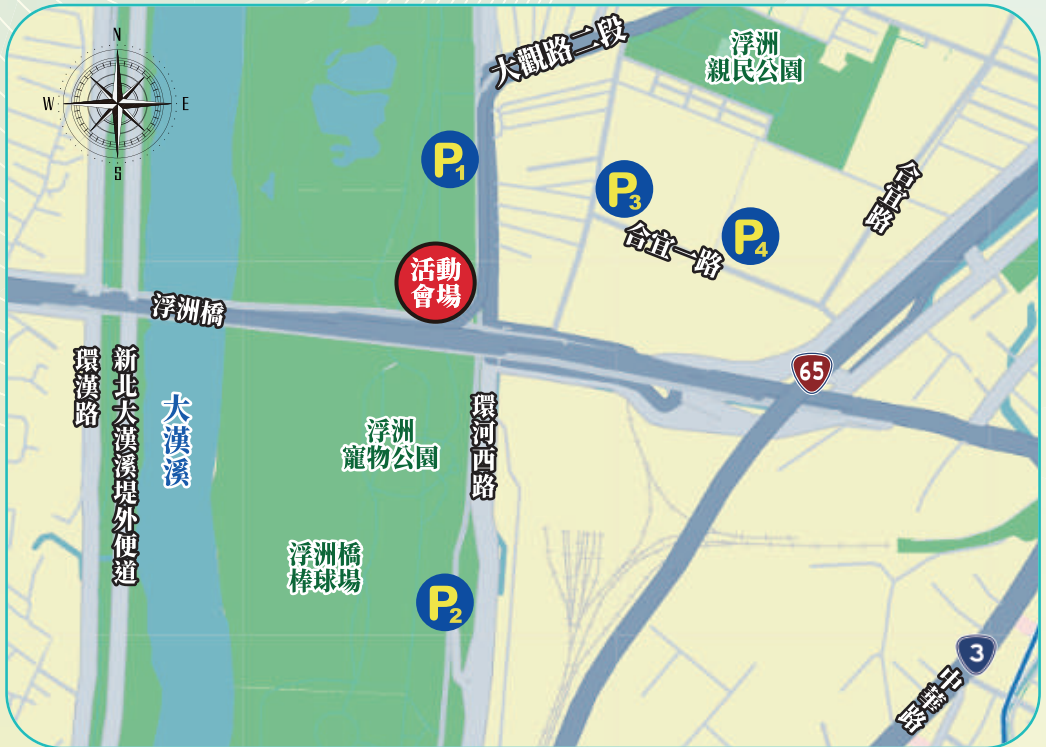 N
W
E
S
大觀路二段
浮洲
親民公園
P1
P3
P4
合宜路
合宜一路
活動
會場
浮洲橋
65
環漢路
新北大漢溪堤外便道
大漢溪
浮洲
寵物公園
環河西路
浮洲橋
棒球場
P2
3
中華路